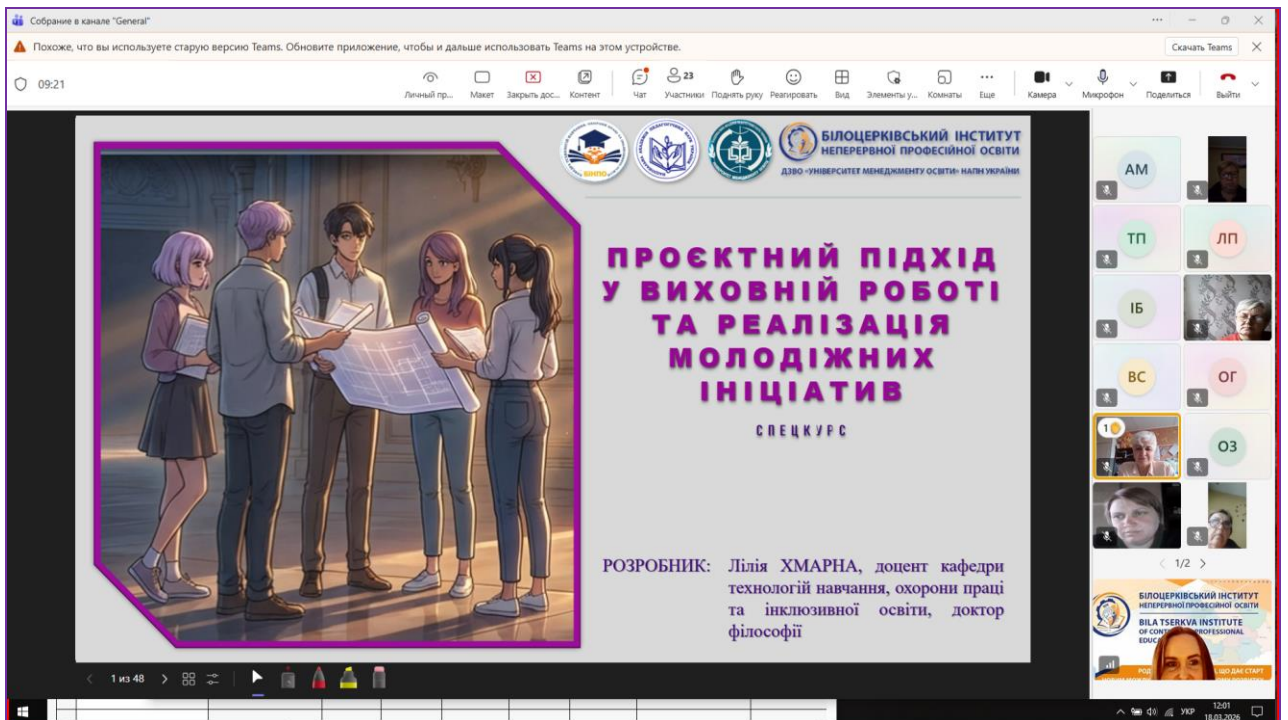 Собрание в канале "General"
Похоже, что вы используете старую версию Teams. Обновите приложение, чтобы и дальше использовать Teams на этом устройстве.
Скачать Teams
09:21
23
Личный пр...
Макет
Закрыть дос...
Контент
Чат
Участники
Поднять руку
Реагировать
Вид
Элементы у...
Комнаты
Еще
Камера
Микрофон
Поделиться
Выйти
БІНПО
БІЛОЦЕРКІВСЬКИЙ ІНСТИТУТ
НЕПЕРЕРВНОЇ ПРОФЕСІЙНОЇ ОСВІТИ
ДЗВО «УНІВЕРСИТЕТ МЕНЕДЖМЕНТУ ОСВІТИ» НАПН УКРАЇНИ
ПРОЄКТНИЙ ПІДХІД
У ВИХОВНІЙ РОБОТІ
ТА РЕАЛІЗАЦІЯ
МОЛОДІЖНИХ
ІНІЦІАТИВ
СПЕЦКУРС
РОЗРОБНИК: Лілія ХМАРНА, доцент кафедри
технологій навчання, охорони праці
та інклюзивної освіти, доктор
філософії
АМ
ТП
ЛП
ІБ
ВС
ОГ
1
ОЗ
1/2
БІЛОЦЕРКІВСЬКИЙ ІНСТИТУТ
НЕПЕРЕРВНОЇ ПРОФЕСІЙНОЇ ОСВІТИ
BILA TSERKVA INSTITUTE
1 из 48
УКР
12:01
18.03.2026